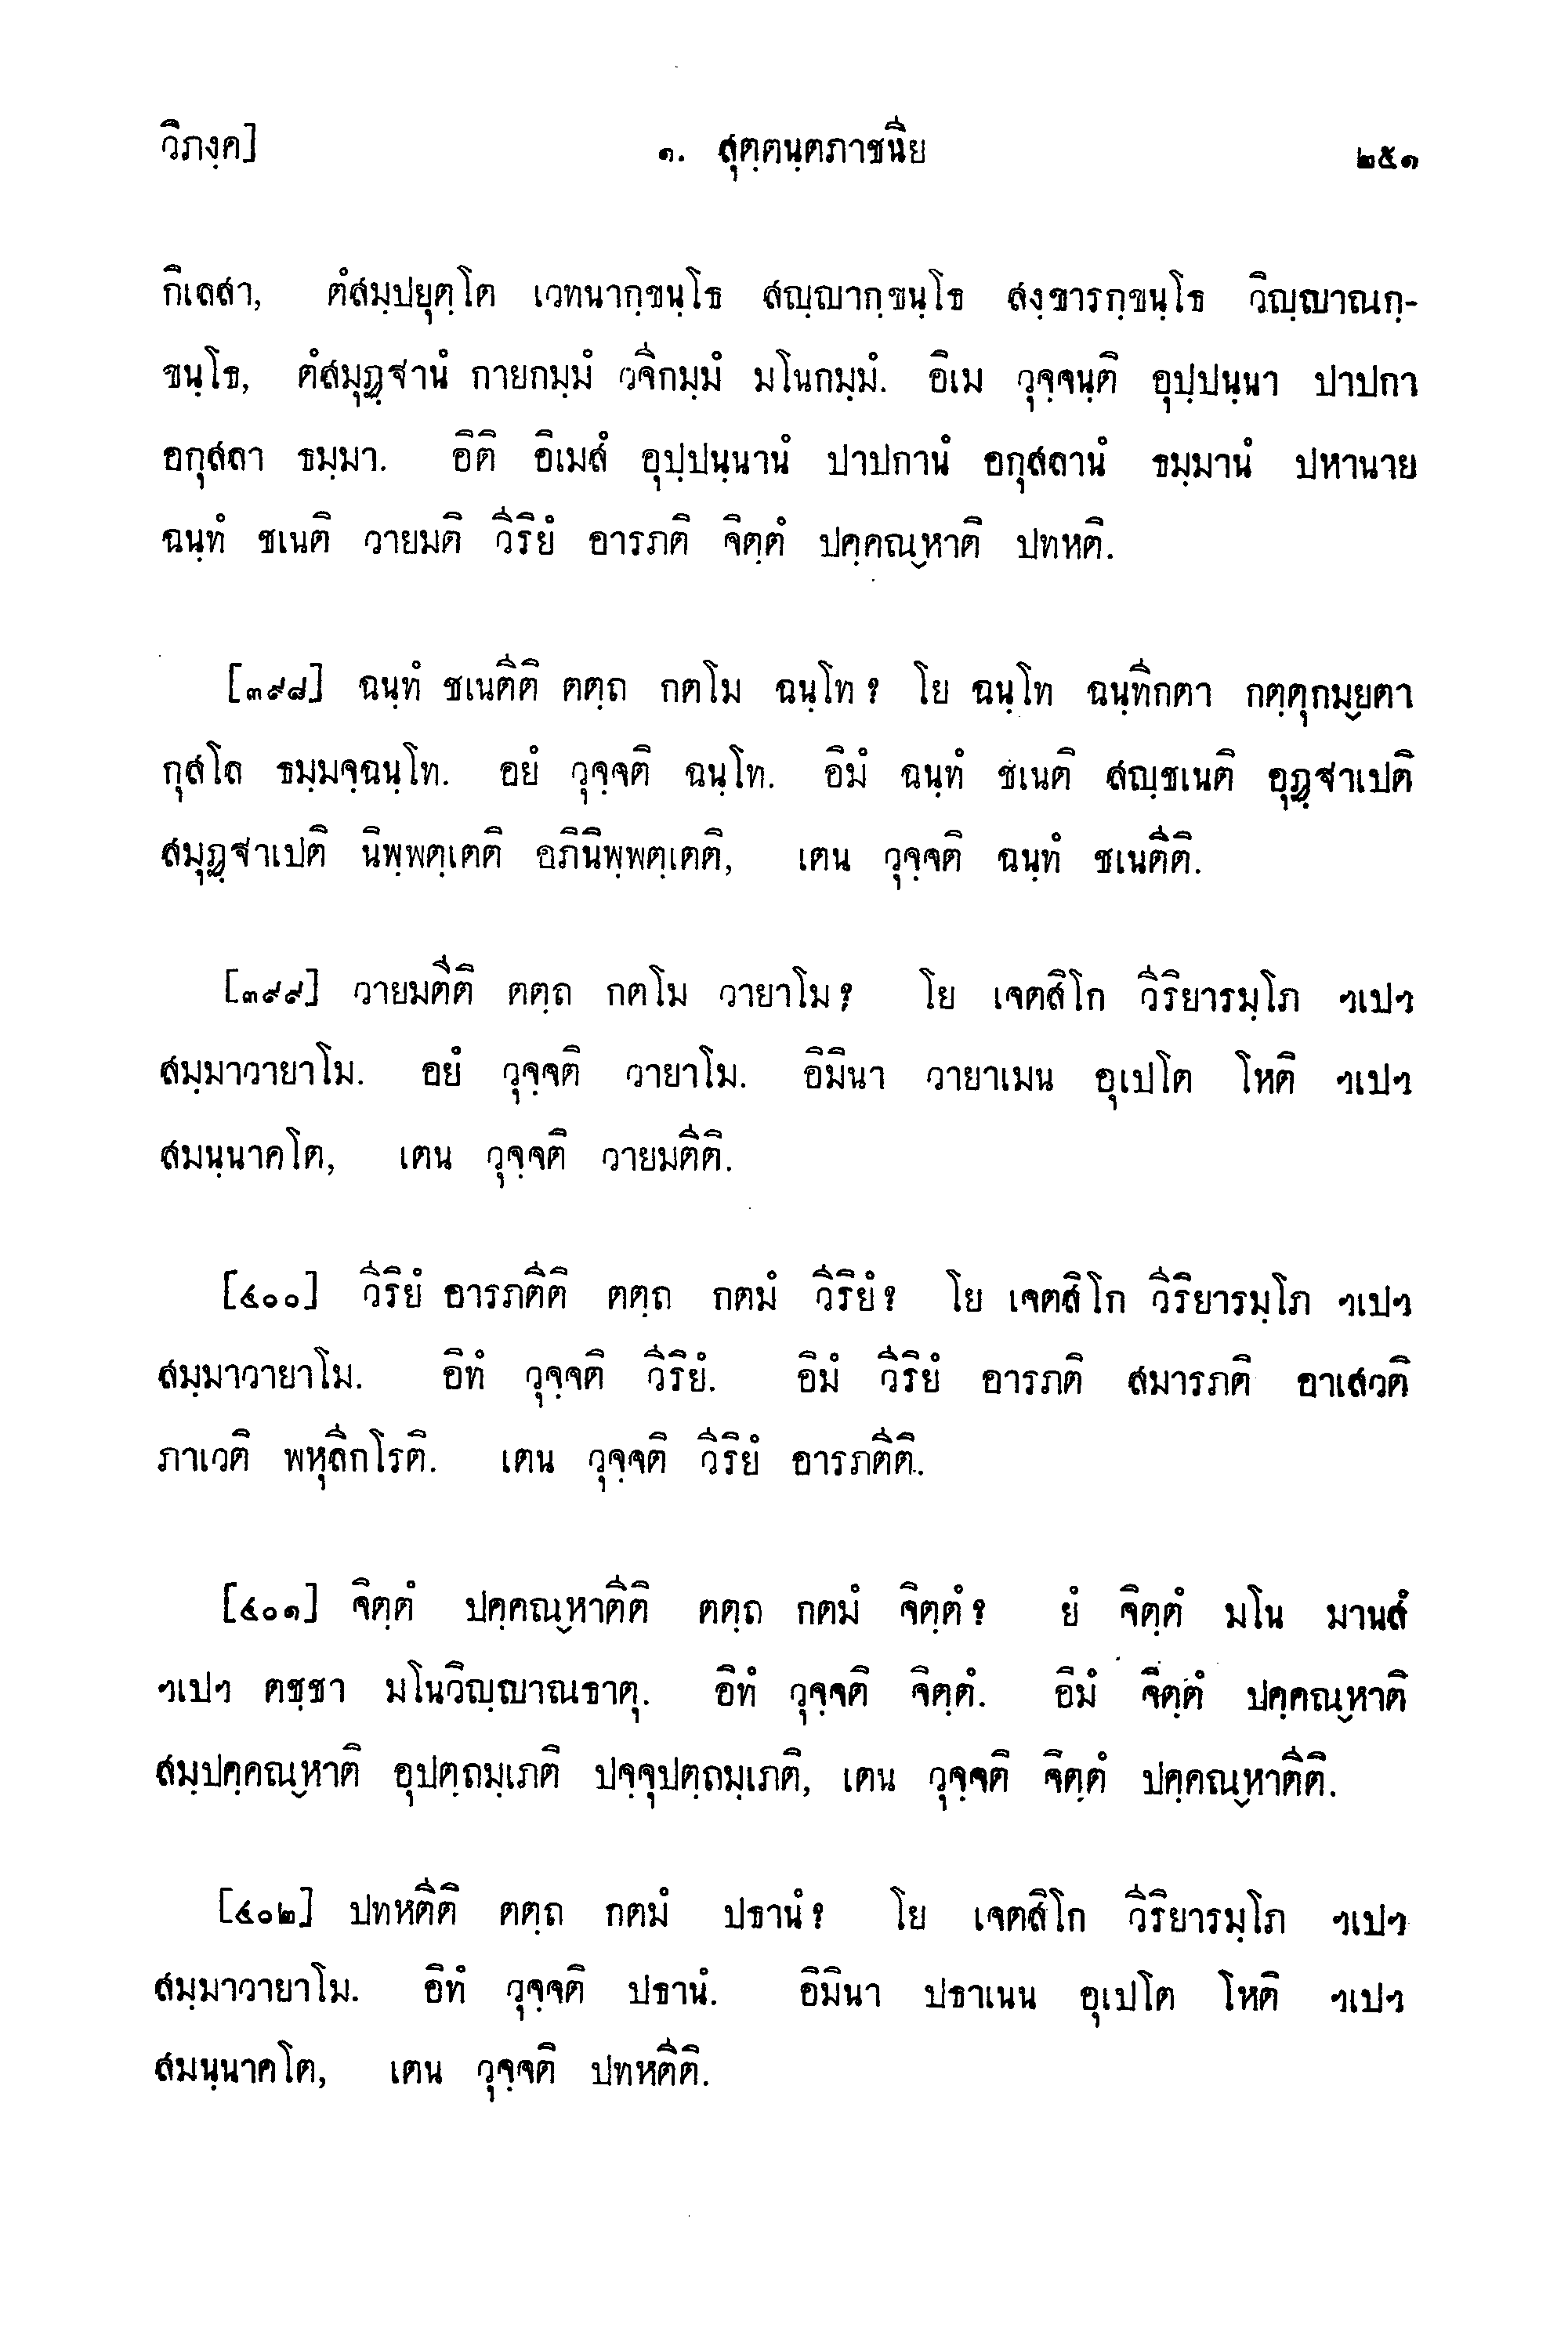 วิภงฺค]
๑. สุตฺตนฺตภาชนีย
๒๕๑
กิเลสา, ตํสมฺปยุตฺโต เวทนากฺขนฺโธ สญฺญากฺขนฺโธ สงฺขารกฺขนฺโธ วิญฺญาณกฺ-
ขนฺโธ, ตํสมุฏฺฐานํ กายกมฺมํ วจีกมฺมํ มโนกมฺมํ. อิเม วุจฺจนฺติ อุปฺปนฺนา ปาปกา
อกุสลา ธมฺมา. อิติ อิเมสํ อุปฺปนฺนานํ ปาปกานํ อกุสลานํ ธมฺมานํ ปหานาย
ฉนฺทํ ชเนติ วายมติ วีริยํ อารภติ จิตฺตํ ปคฺคณฺหาติ ปทหติ.
[๓๙๘] ฉนฺทํ ชเนตีติ ตตฺถ กตโม ฉนฺโท? โย ฉนฺโท ฉนฺทิกตา กตฺตุกมฺยตา
กุสโล ธมฺมจฺฉนฺโท. อยํ วุจฺจติ ฉนฺโท. อิมํ ฉนฺทํ ชเนติ สญฺชเนติ อุฏฺฐาเปติ
สมุฏฺฐาเปติ นิพฺพตฺเตติ อภินิพฺพตฺเตติ, เตน วุจฺจติ ฉนฺทํ ชเนตีติ.
[๓๙๙] วายมตีติ ตตฺถ กตโม วายาโม? โย เจตสิโก วีริยารมฺโภ ฯเปฯ
สมฺมาวายาโม. อยํ วุจฺจติ วายาโม. อิมินา วายาเมน อุเปโต โหติ ฯเปฯ
สมนฺนาคโต, เตน วุจฺจติ วายมตีติ.
[๔๐๐] วีริยํ อารภตีติ ตตฺถ กตมํ วีริยํ? โย เจตสิโก วีริยารมฺโภ ฯเปฯ
สมฺมาวายาโม. อิทํ วุจฺจติ วีริยํ. อิมํ วีริยํ อารภติ สมารภติ อาเสวติ
ภาเวติ พหุลีกโรติ. เตน วุจฺจติ วีริยํ อารภตีติ.
[๔๐๑] จิตฺตํ ปคฺคณฺหาตีติ ตตฺถ กตมํ จิตฺตํ? ยํ จิตฺตํ มโน มานสํ
ฯเปฯ ตชฺชา มโนวิญฺญาณธาตุ. อิทํ วุจฺจติ จิตฺตํ. อิมํ จิตฺตํ ปคฺคณฺหาติ
สมฺปคฺคณฺหาติ อุปตฺถมฺเภติ ปจฺจุปตฺถมฺเภติ, เตน วุจฺจติ จิตฺตํ ปคฺคณฺหาตีติ.
[๔๐๒] ปทหตีติ ตตฺถ กตมํ ปธานํ? โย เจตสิโก วีริยารมฺโภ ฯเปฯ
สมฺมาวายาโม. อิทํ วุจฺจติ ปธานํ. อิมินา ปธาเนน อุเปโต โหติ ฯเปฯ
สมนฺนาคโต, เตน วุจฺจติ ปทหตีติ.